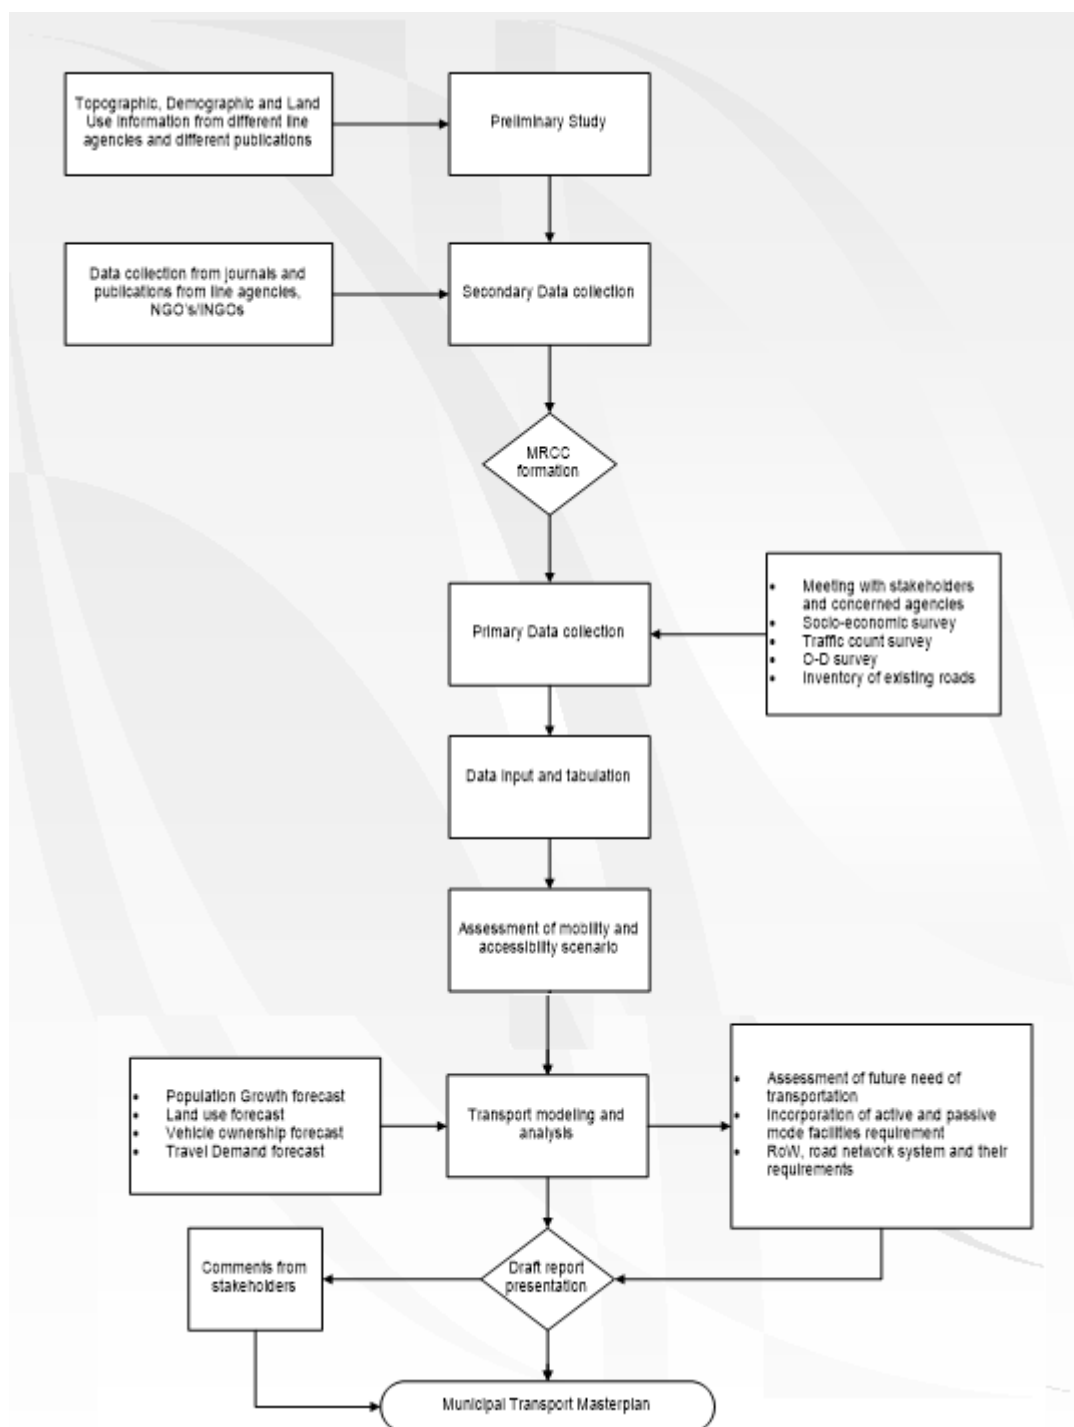 Topographic, Demographic and Land
Use Information from different line
agencies and different publications
Preliminary Study
Data collection from journals and
publications from line agencies,
NGO's/INGOs
Secondary Data collection
MRCC
formation
Primary Data collection
• Meeting with stakeholders
and concerned agencies
• Socio-economic survey
• Traffic count survey
• O-D survey
• Inventory of existing roads
Data input and tabulation
Assessment of mobility and
accessibility scenario
• Population Growth forecast
• Land use forecast
• Vehicle ownership forecast
• Travel Demand forecast
Transport modeling and
analysis
• Assessment of future need of
transportation
• Incorporation of active and passive
mode facilities requirement
• RoW, road network system and their
requirements
Comments from
stakeholders
Draft report
presentation
Municipal Transport Masterplan